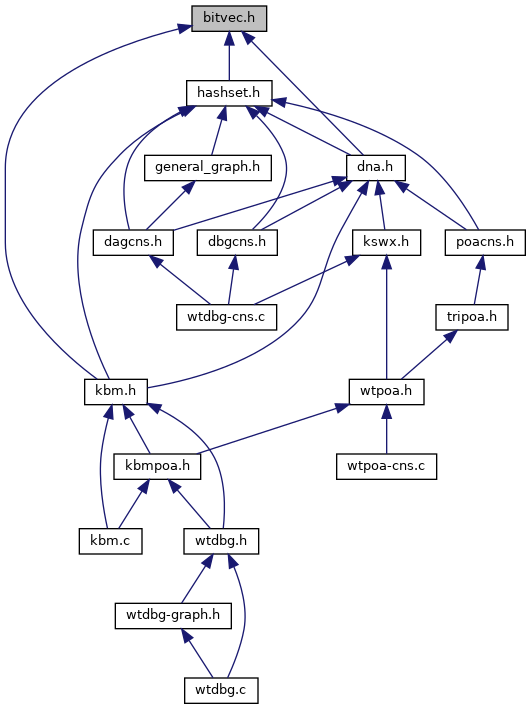 bitvec.h
hashset.h
general_graph.h
dna.h
dagcns.h
dbgcns.h
kswx.h
poacns.h
wtdbg-cns.c
tripoa.h
kbm.h
wtpoa.h
kbmpoa.h
wtpoa-cns.c
kbm.c
wtdbg.h
wtdbg-graph.h
wtdbg.c